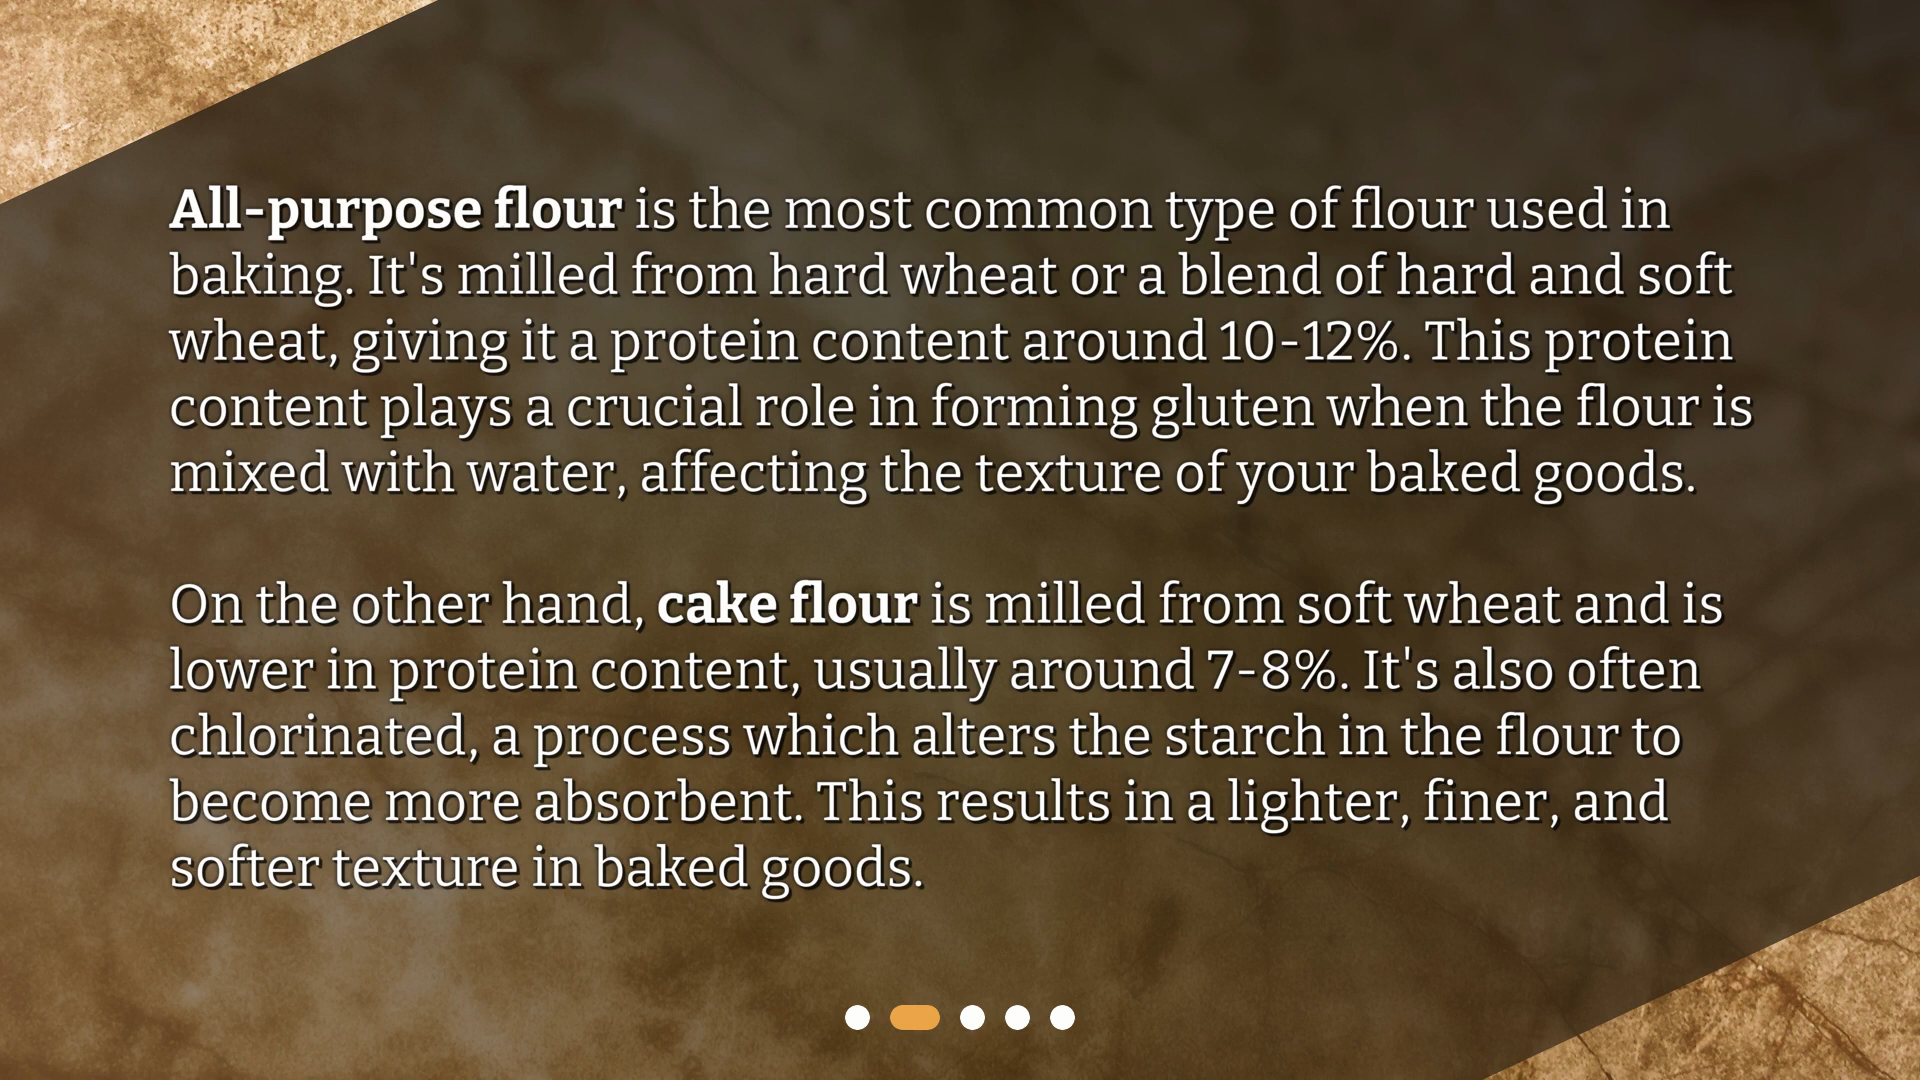 All-purpose flour is the most common type of flour used in
baking. It's milled from hard wheat or a blend of hard and soft
wheat, giving it a protein content around 10-12%. This protein
content plays a crucial role in forming gluten when the flour is
mixed with water, affecting the texture of your baked goods.
On the other hand, cake flour is milled from soft wheat and is
lower in protein content, usually around 7-8%. It's also often
chlorinated, a process which alters the starch in the flour to
become more absorbent. This results in a lighter, finer, and
softer texture in baked goods.